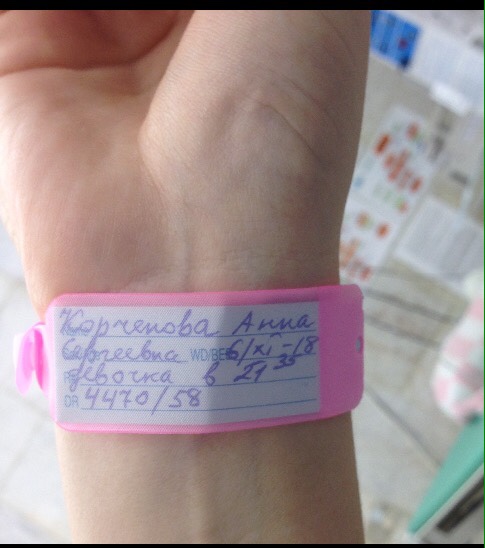 Корченова Анна
Сергеевна WD/BE 6/XI-18
девочка в 21 35
DR 4470/58